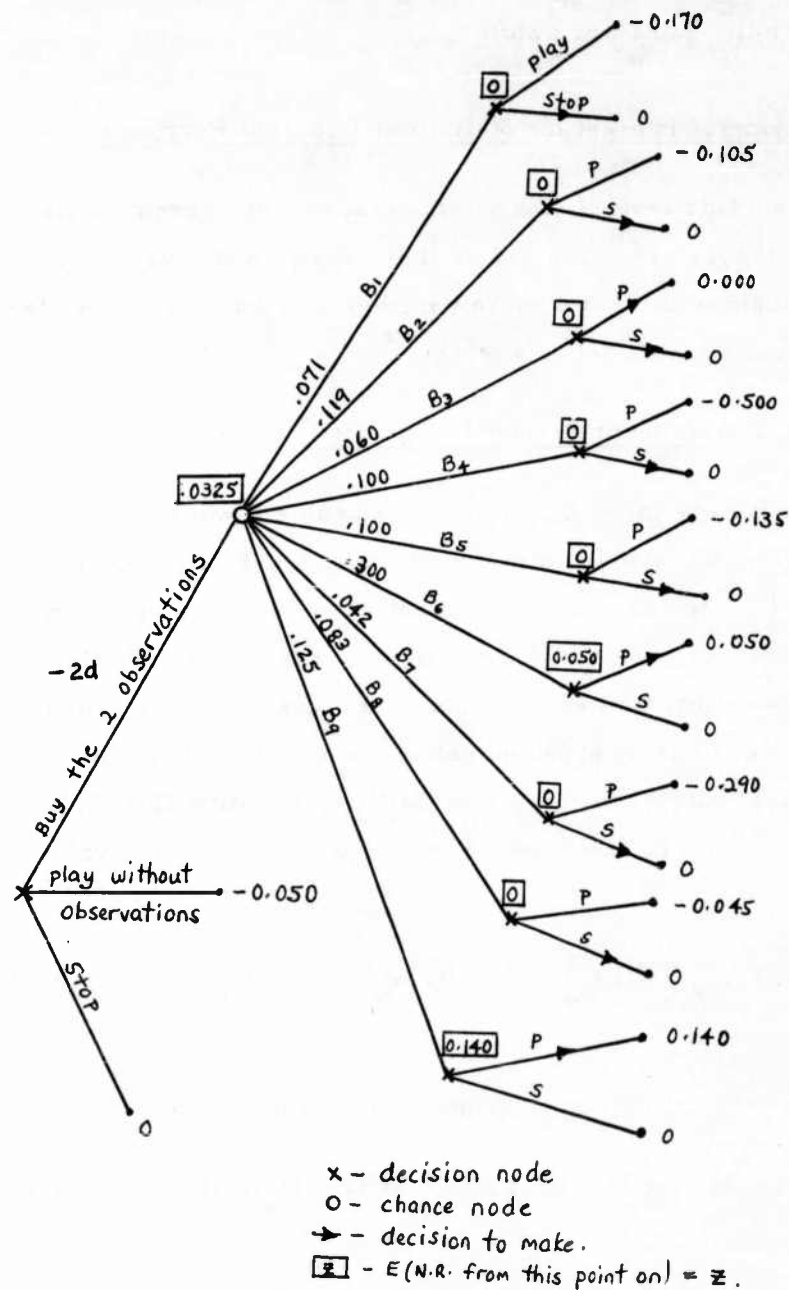 play
-0.170
0
stop
0
B1
.071
P
-0.105
0
S
0
B2
.119
P
0.000
0
S
0
B3
.060
P
-0.500
0
S
0
B4
.100
.0325
P
-0.135
0
S
0
B5
.100
P
0.050
0.050
S
0
B6
.300
P
-0.290
0
S
0
B7
.042
P
-0.045
0
S
0
B8
.083
P
0.140
0.140
S
0
B9
.125
Buy the 2 observations
-2d
play without
observations
-0.050
Stop
0
x - decision node
O - chance node
- decision to make.
z - E(N.R. from this point on) = z.